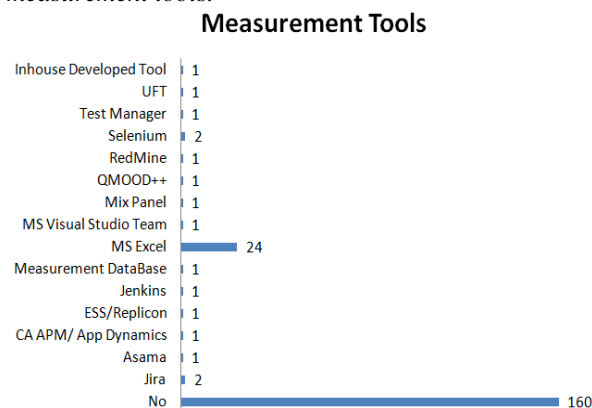 measurement tools.
Measurement Tools
Inhouse Developed Tool 1
UFT 1
Test Manager 1
Selenium 2
RedMine 1
QMOOD++ 1
Mix Panel 1
MS Visual Studio Team 1
MS Excel 24
Measurement DataBase 1
Jenkins 1
ESS/Replicon 1
CA APM/ App Dynamics 1
Asama 1
Jira 2
No 160